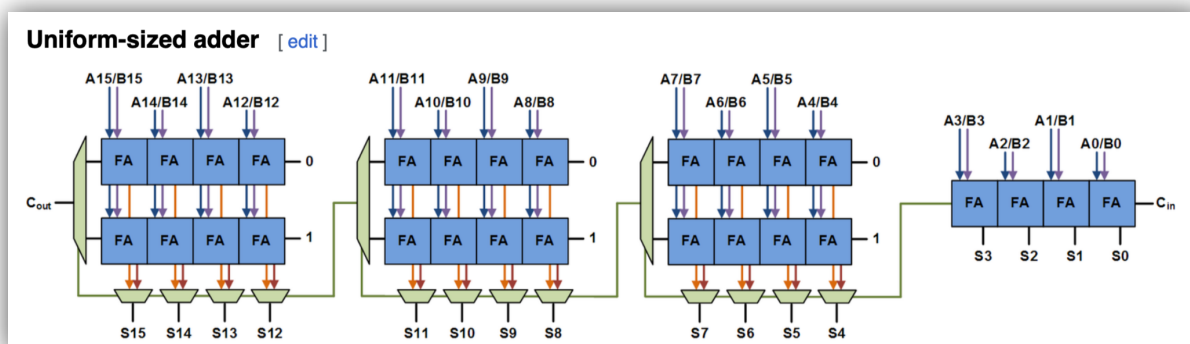 Uniform-sized adder [ edit ]
A15/B15 A13/B13 A11/B11 A9/B9 A7/B7 A5/B5
A14/B14 A12/B12 A10/B10 A8/B8 A6/B6 A4/B4
A3/B3 A1/B1
A2/B2 A0/B0
FA FA FA FA 0 FA FA FA FA 0 FA FA FA FA 0
Cout FA FA FA FA Cin
FA FA FA FA 1 FA FA FA FA 1 FA FA FA FA 1
S3 S2 S1 S0
S15 S14 S13 S12 S11 S10 S9 S8 S7 S6 S5 S4